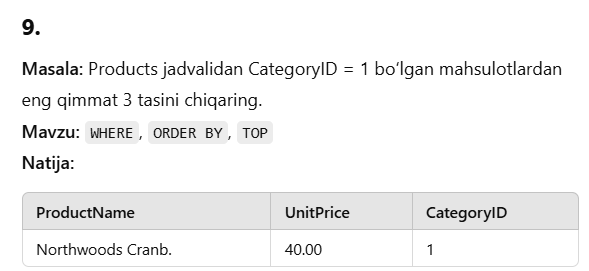 9.
Masala: Products jadvalidan CategoryID = 1 bo‘lgan mahsulotlardan
eng qimmat 3 tasini chiqaring.
Mavzu: WHERE, ORDER BY, TOP
Natija:
ProductName UnitPrice CategoryID
Northwoods Cranb. 40.00 1